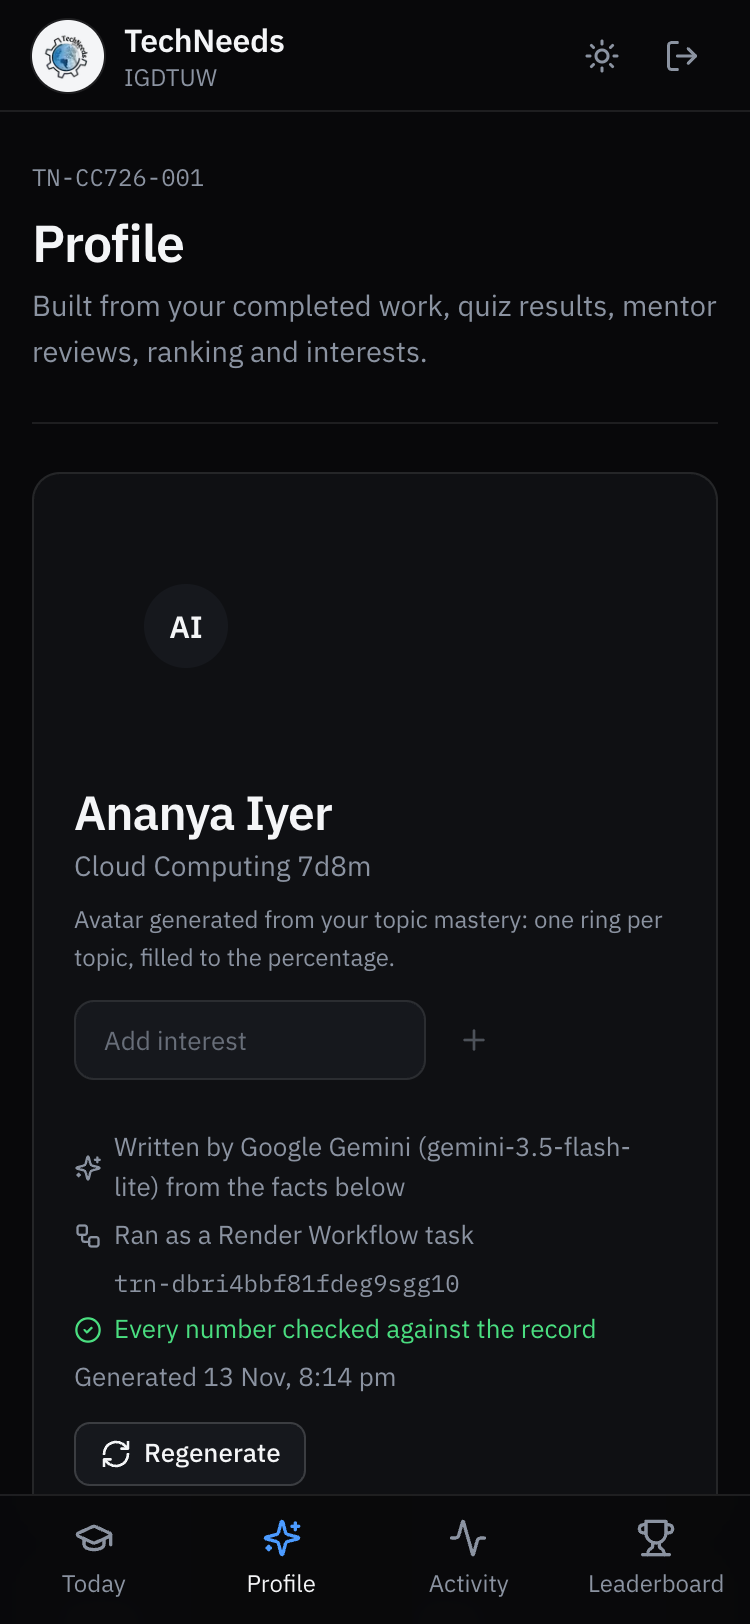 TechNeeds
TechNeeds
IGDTUW
TN-CC726-001
Profile
Built from your completed work, quiz results, mentor
reviews, ranking and interests.
AI
Ananya Iyer
Cloud Computing 7d8m
Avatar generated from your topic mastery: one ring per
topic, filled to the percentage.
Add interest
Written by Google Gemini (gemini-3.5-flash-
lite) from the facts below
Ran as a Render Workflow task
trn-dbri4bbf81fdeg9sgg10
Every number checked against the record
Generated 13 Nov, 8:14 pm
Regenerate
Today
Profile
Activity
Leaderboard